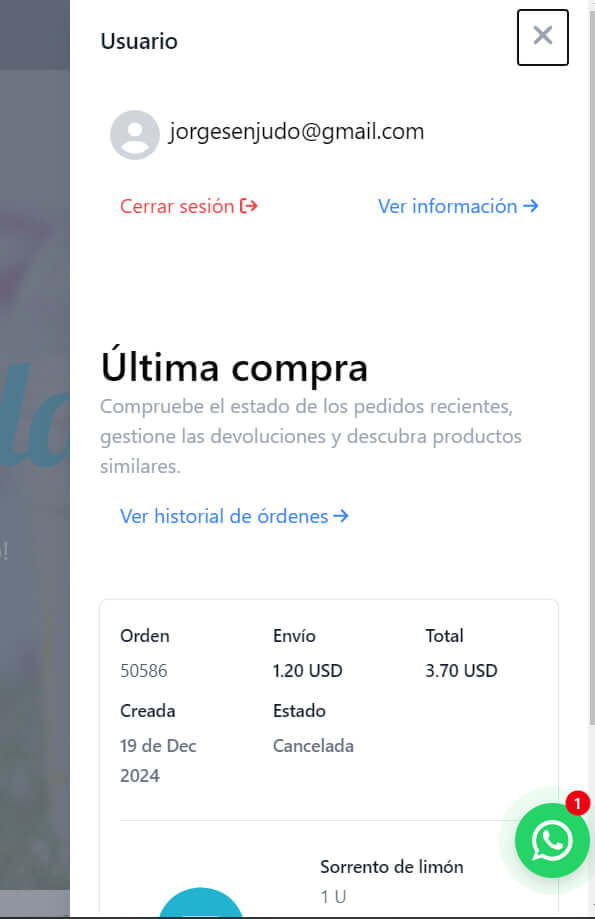 Usuario
jorgesenjudo@gmail.com
Cerrar sesión
Ver información
Última compra
Compruebe el estado de los pedidos recientes,
gestione las devoluciones y descubra productos
similares.
Ver historial de órdenes
Orden Envío Total
50586 1.20 USD 3.70 USD
Creada Estado
19 de Dec Cancelada
2024
1
Sorrento de limón
1 U